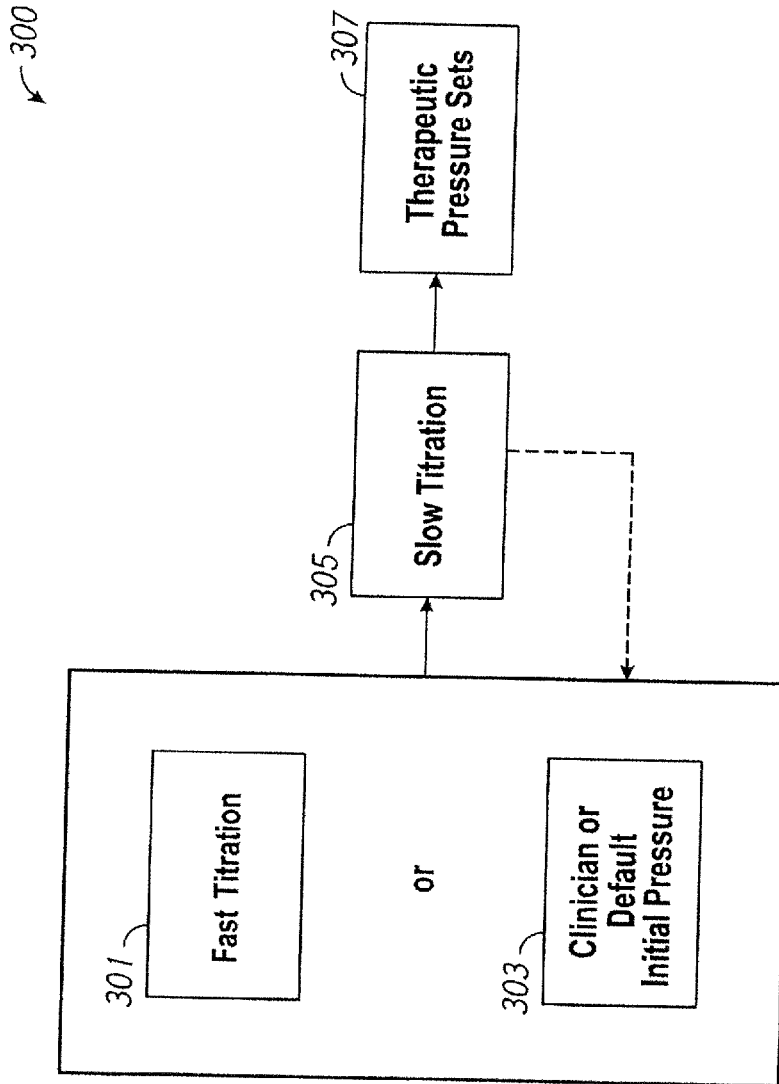 300
301
Fast Titration
or
303
Clinician or
Default
Initial Pressure
305
Slow Titration
307
Therapeutic
Pressure Sets